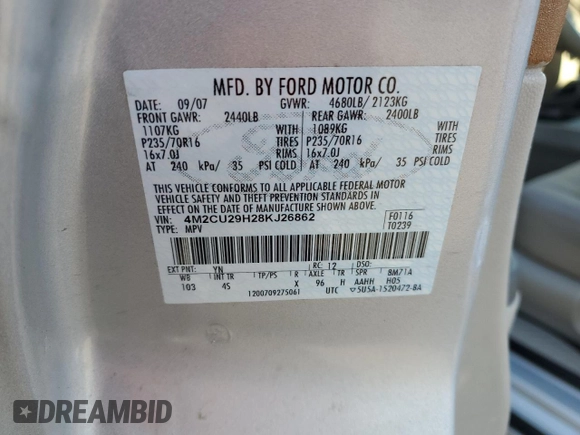 MFD. BY FORD MOTOR CO.
DATE: 09/07 GVWR: 4680LB/ 2123KG
FRONT GAWR: 2440LB REAR GAWR: 2400LB
1107KG WITH 1089KG WITH
P235/70R16 TIRES P235/70R16 TIRES
16x7.0J RIMS 16x7.0J RIMS
AT 240 kPa/ 35 PSI COLD AT 240 kPa/ 35 PSI COLD
THIS VEHICLE CONFORMS TO ALL APPLICABLE FEDERAL MOTOR
VEHICLE SAFETY AND THEFT PREVENTION STANDARDS IN
EFFECT ON THE DATE OF MANUFACTURE SHOWN ABOVE.
VIN: 4M2CU29H28KJ26862 F0116
TYPE: MPV T0239
EXT PNT: YN RC: 12 DSO:
WB INT TR TP/PS R AXLE TR SPR 8M71A
103 4S X 96 H AAHH H05
1200709275061 UTC 5U5A-1520472-BA
DREAMBID